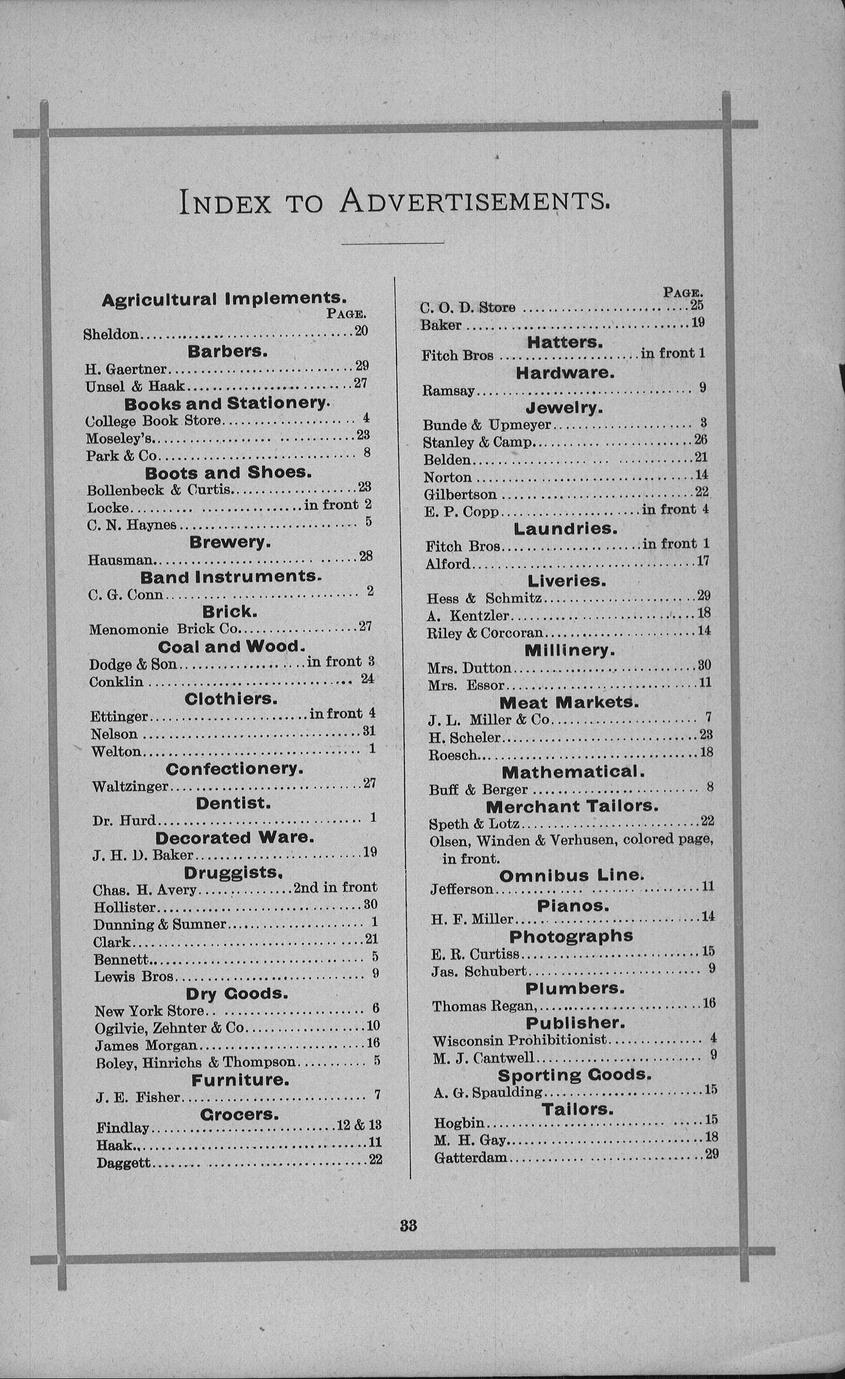 INDEX TO ADVERTISEMENTS.
Agricultural Implements.
PAGE.
Sheldon 20
Barbers.
H. Gaertner 29
Unsel & Haak 27
Books and Stationery.
College Book Store 4
Moseley's 23
Park & Co 8
Boots and Shoes.
Bollenbeck & Curtis 23
Locke in front 2
C. N. Haynes 5
Brewery.
Hausman 28
Band Instruments.
C. G. Conn 2
Brick.
Menomonie Brick Co. 27
Coal and Wood.
Dodge & Son in front 3
Conklin 24
Clothiers.
Ettinger in front 4
Nelson 31
Welton 1
Confectionery.
Waltzinger 27
Dentist.
Dr. Hurd 1
Decorated Ware.
J. H. D. Baker 19
Druggists.
Chas. H. Avery 2nd in front
Hollister 30
Dunning & Sumner 1
Clark 21
Bennett 5
Lewis Bros 9
Dry Goods.
New York Store 6
Ogilvie, Zehnter & Co 10
James Morgan 16
Boley, Hinrichs & Thompson 5
Furniture.
J. E. Fisher 7
Grocers.
Findlay 12 & 13
Haak 11
Daggett 22
PAGE.
C. O. D. Store 25
Baker 19
Hatters.
Fitch Bros in front 1
Hardware.
Ramsay 9
Jewelry.
Bunde & Upmeyer 3
Stanley & Camp 26
Belden 21
Norton 14
Gilbertson 22
E. P. Copp in front 4
Laundries.
Fitch Bros in front 1
Alford 17
Liveries.
Hess & Schmitz 29
A. Kentzler 18
Riley & Corcoran 14
Millinery.
Mrs. Dutton 30
Mrs. Essor 11
Meat Markets.
J. L. Miller & Co 7
H. Scheler 23
Roesch 18
Mathematical.
Buff & Berger 8
Merchant Tailors.
Speth & Lotz 22
Olsen, Winden & Verhusen, colored page,
in front.
Omnibus Line.
Jefferson 11
Pianos.
H. F. Miller 14
Photographs
E. R. Curtiss 15
Jas. Schubert 9
Plumbers.
Thomas Regan, 16
Publisher.
Wisconsin Prohibitionist 4
M. J. Cantwell 9
Sporting Goods.
A. G. Spaulding 15
Tailors.
Hogbin 15
M. H. Gay 18
Gatterdam 29
33